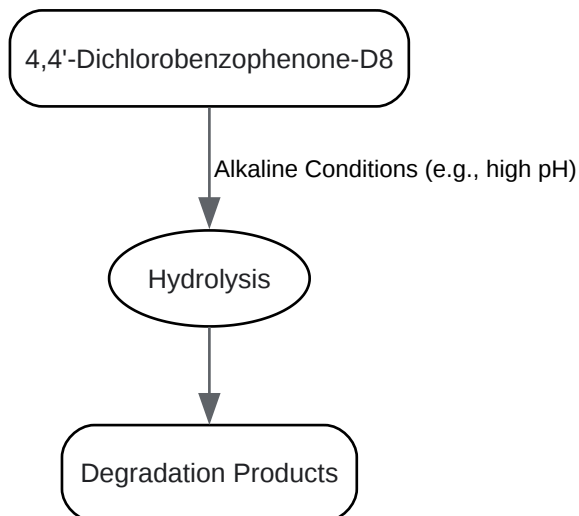 4,4'-Dichlorobenzophenone-D8
Alkaline Conditions (e.g., high pH)
Hydrolysis
Degradation Products